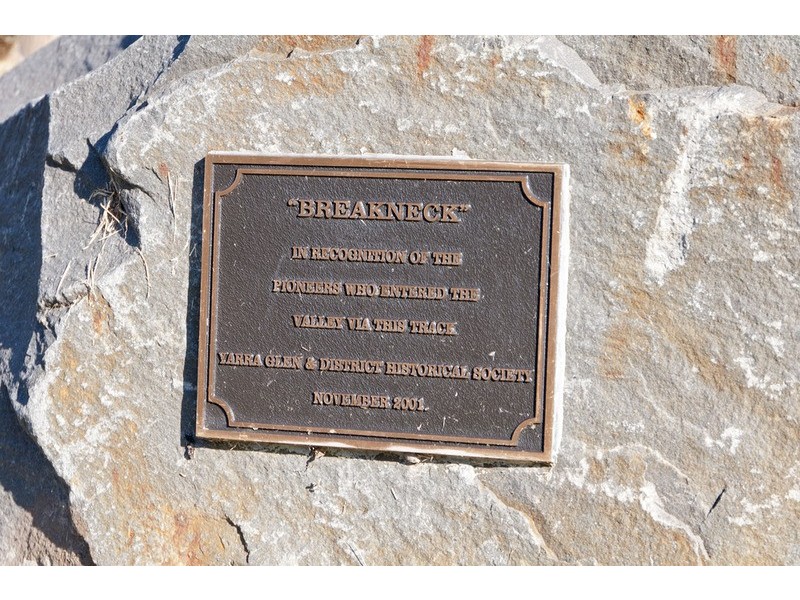 "BREAKNECK"
IN RECOGNITION OF THE
PIONEERS WHO ENTERED THE
VALLEY VIA THIS TRACK
YARRA GLEN & DISTRICT HISTORICAL SOCIETY
NOVEMBER 2001